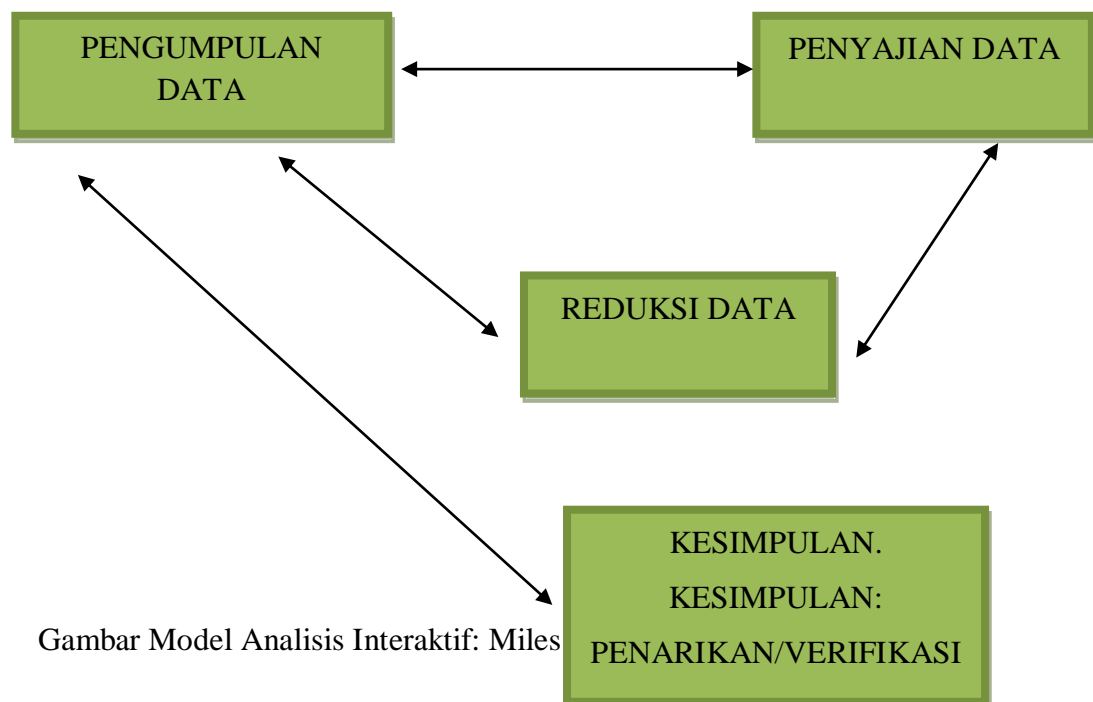 PENGUMPULAN
DATA
PENYAJIAN DATA
REDUKSI DATA
KESIMPULAN.
KESIMPULAN:
PENARIKAN/VERIFIKASI
Gambar Model Analisis Interaktif: Miles